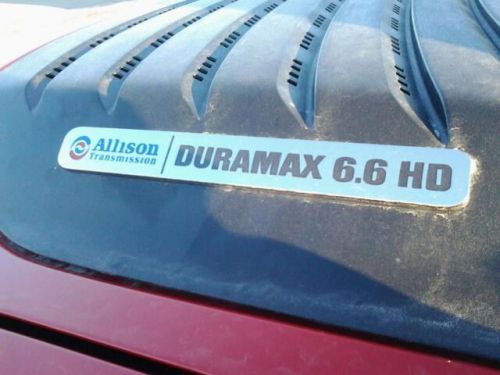 Allison
Transmission
DURAMAX 6.6 HD